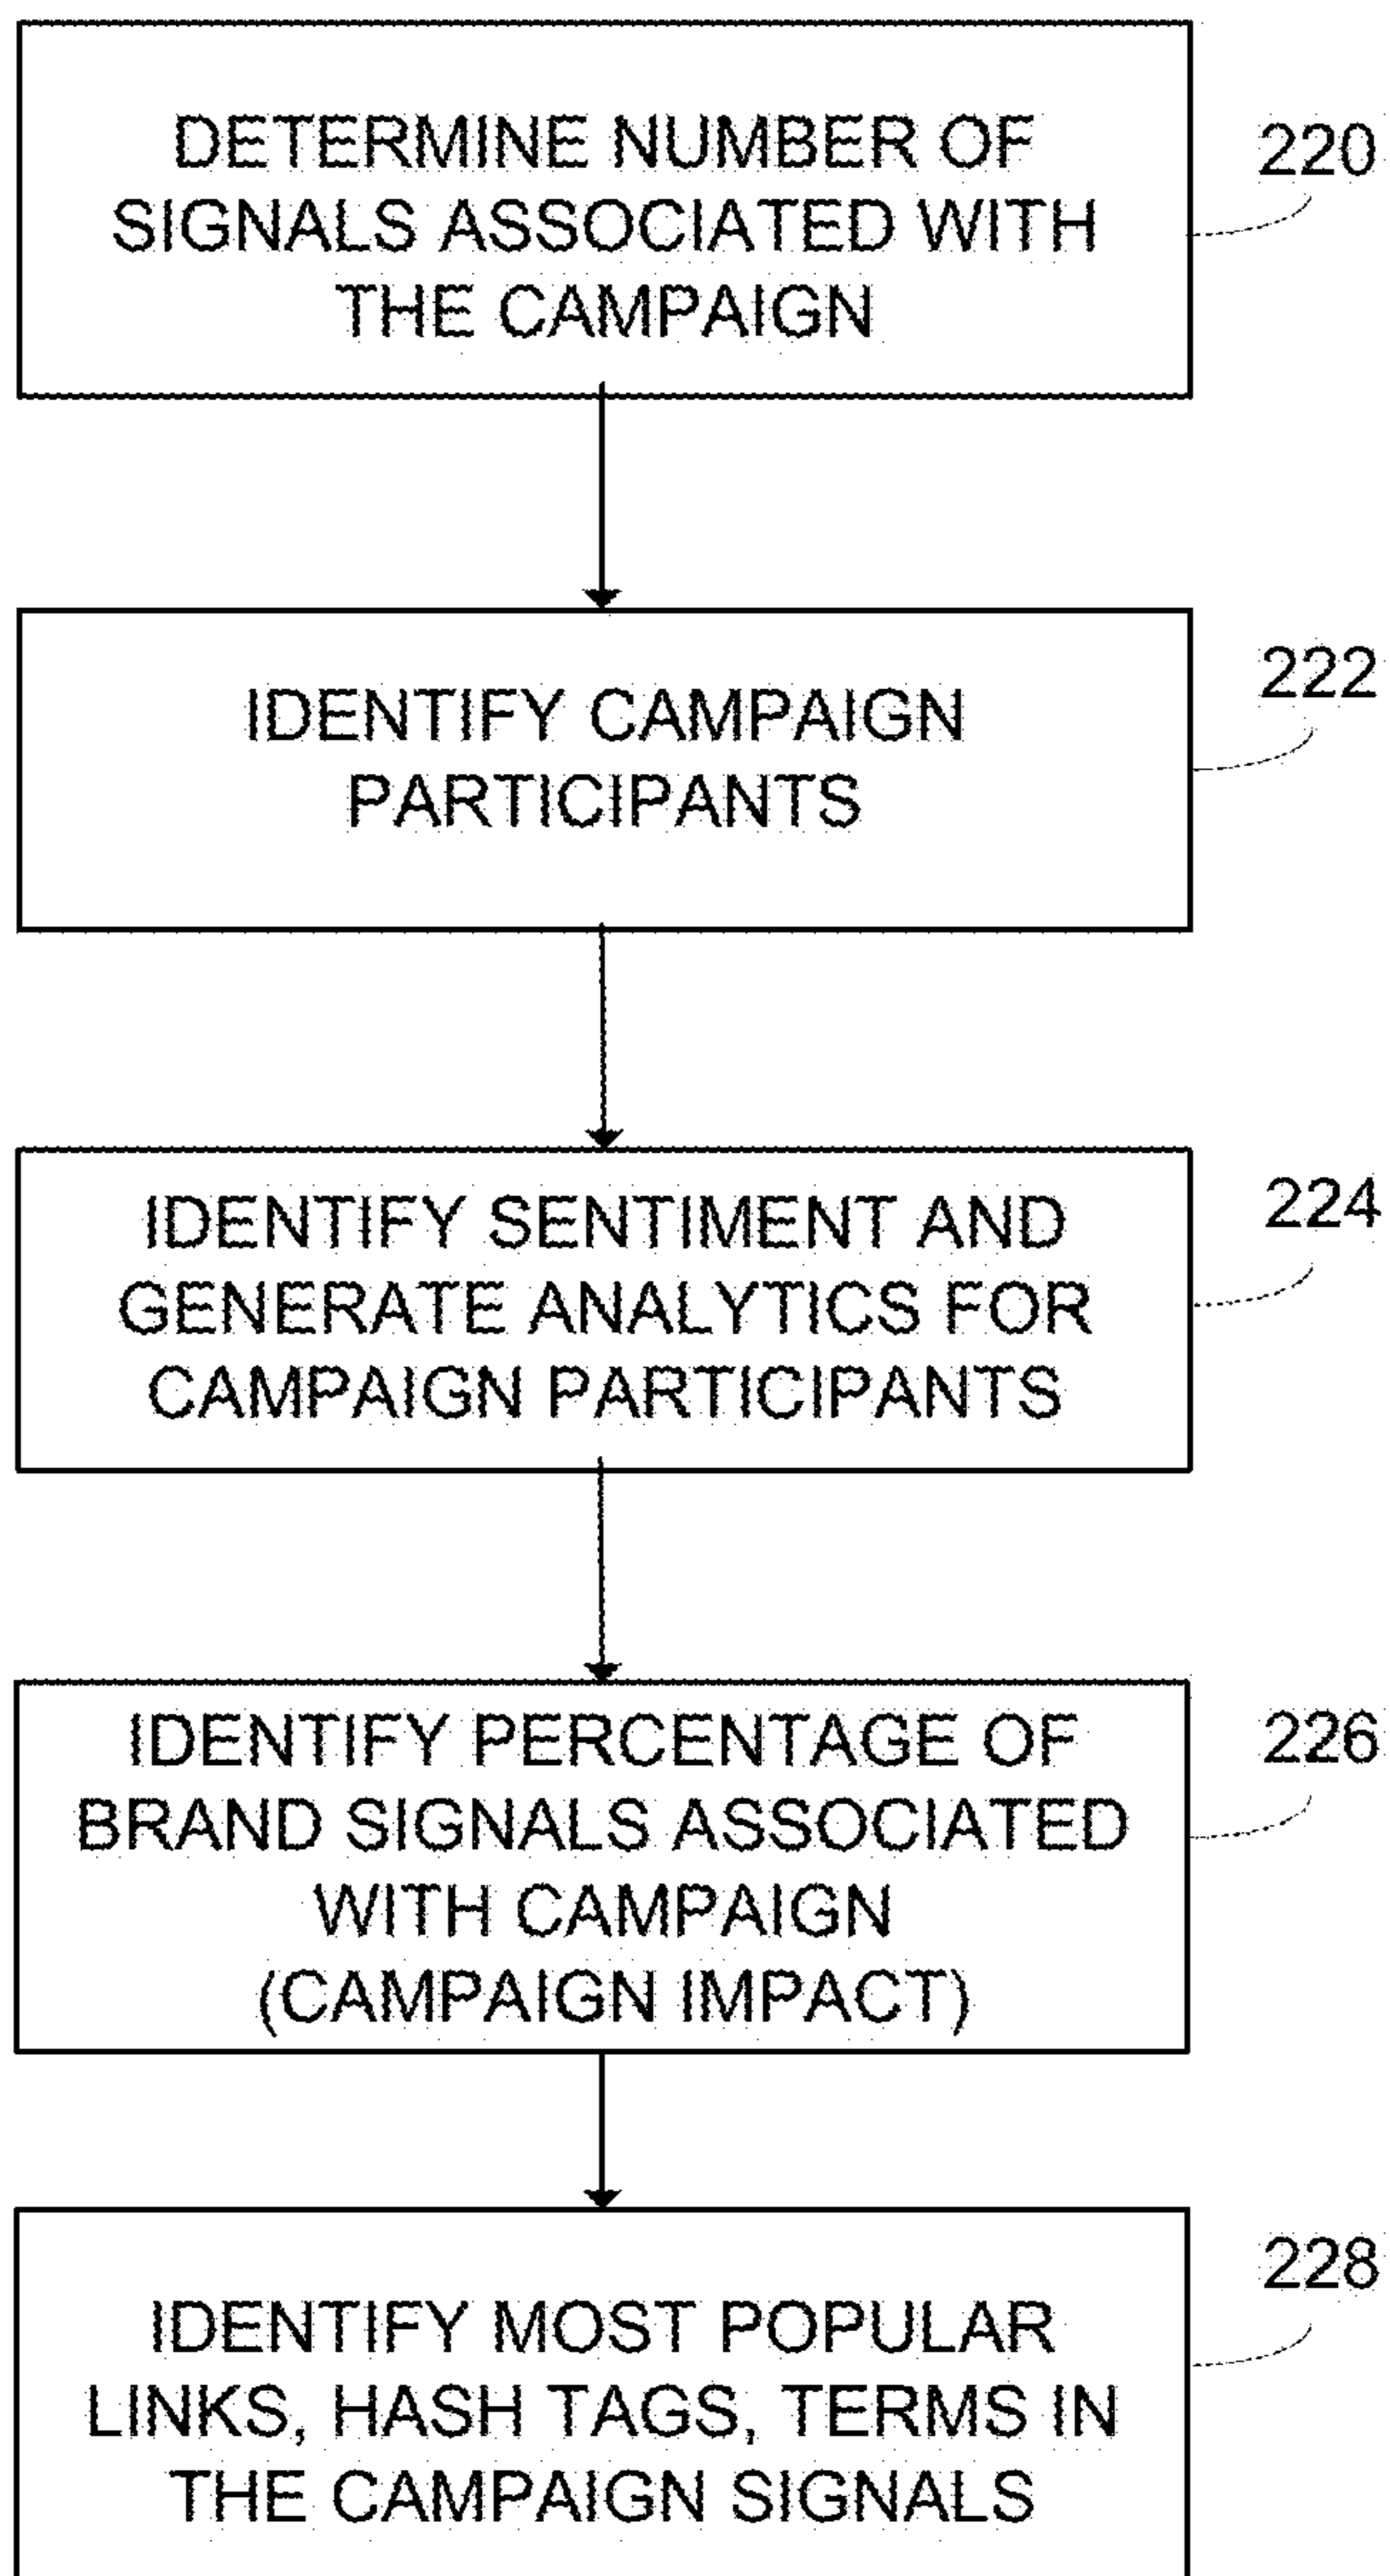 DETERMINE NUMBER OF
SIGNALS ASSOCIATED WITH
THE CAMPAIGN
220
IDENTIFY CAMPAIGN
PARTICIPANTS
222
IDENTIFY SENTIMENT AND
GENERATE ANALYTICS FOR
CAMPAIGN PARTICIPANTS
224
IDENTIFY PERCENTAGE OF
BRAND SIGNALS ASSOCIATED
WITH CAMPAIGN
(CAMPAIGN IMPACT)
226
IDENTIFY MOST POPULAR
LINKS, HASH TAGS, TERMS IN
THE CAMPAIGN SIGNALS
228